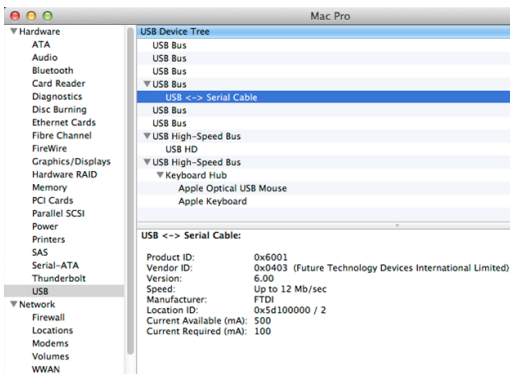 Mac Pro
Hardware
ATA
Audio
Bluetooth
Card Reader
Diagnostics
Disc Burning
Ethernet Cards
Fibre Channel
FireWire
Graphics/Displays
Hardware RAID
Memory
PCI Cards
Parallel SCSI
Power
Printers
SAS
Serial-ATA
Thunderbolt
USB
Network
Firewall
Locations
Modems
Volumes
WWAN
USB Device Tree
USB Bus
USB Bus
USB Bus
USB Bus
USB <-> Serial Cable
USB Bus
USB Bus
USB High-Speed Bus
USB HD
USB High-Speed Bus
Keyboard Hub
Apple Optical USB Mouse
Apple Keyboard
USB <-> Serial Cable:
Product ID: 0x6001
Vendor ID: 0x0403 (Future Technology Devices International Limited)
Version: 6.00
Speed: Up to 12 Mb/sec
Manufacturer: FTDI
Location ID: 0x5d100000 / 2
Current Available (mA): 500
Current Required (mA): 100